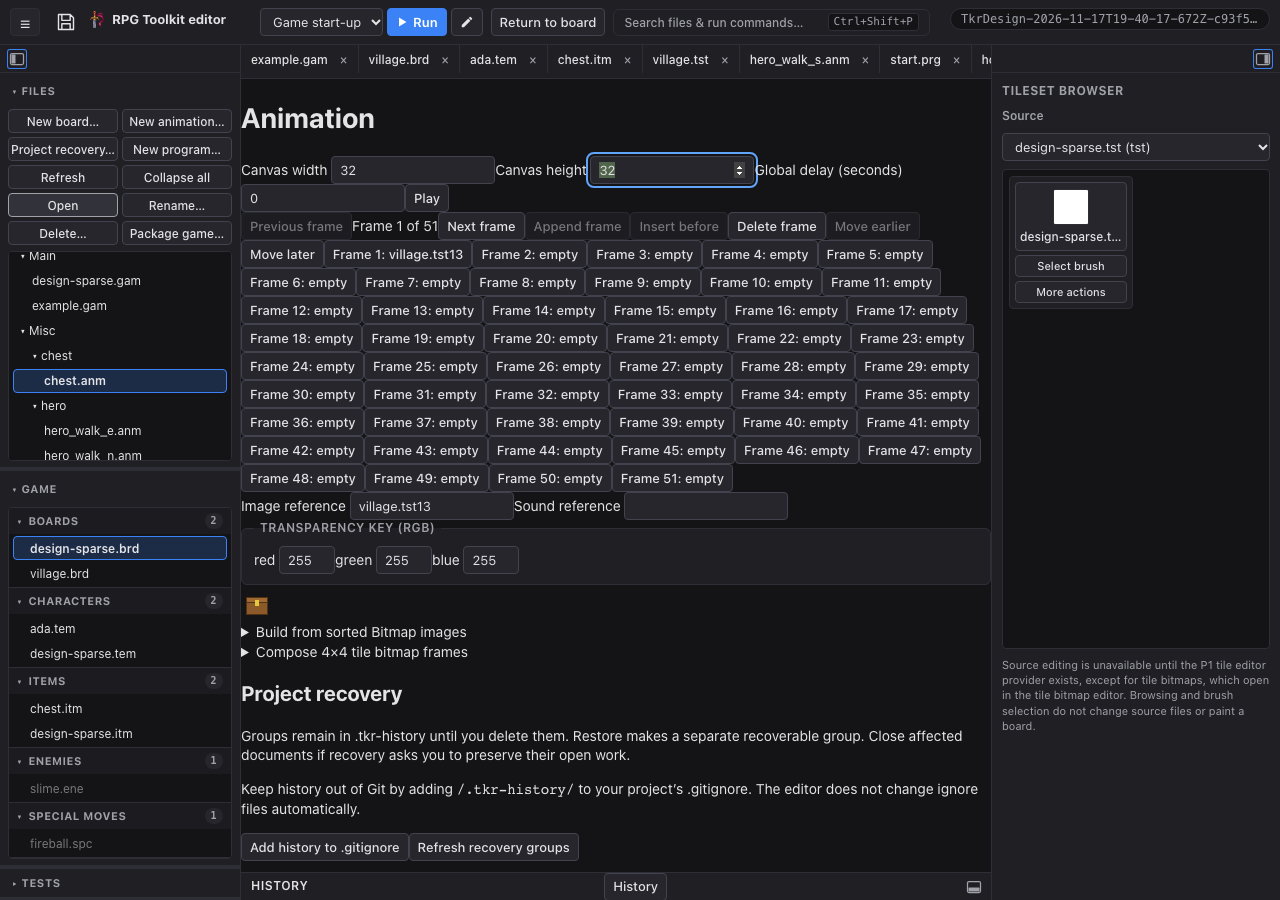 RPG Toolkit editor
Game start-up
Run
Return to board
Search files & run commands... Ctrl+Shift+P
TkrDesign-2026-11-17T19-40-17-672Z-c93f5…
FILES
New board...
New animation...
Project recovery...
New program...
Refresh
Collapse all
Open
Rename...
Delete...
Package game...
Main
design-sparse.gam
example.gam
Misc
chest
chest.anm
hero
hero_walk_e.anm
hero_walk_n.anm
GAME
BOARDS 2
design-sparse.brd
village.brd
CHARACTERS 2
ada.tem
design-sparse.tem
ITEMS 2
chest.itm
design-sparse.itm
ENEMIES 1
slime.ene
SPECIAL MOVES 1
fireball.spc
TESTS
example.gam × village.brd × ada.tem × chest.itm × village.tst × hero_walk_s.anm × start.prg ×
Animation
Canvas width 32 Canvas height 32 Global delay (seconds)
0 Play
Previous frame Frame 1 of 51 Next frame Append frame Insert before Delete frame Move earlier
Move later Frame 1: village.tst13 Frame 2: empty Frame 3: empty Frame 4: empty Frame 5: empty
Frame 6: empty Frame 7: empty Frame 8: empty Frame 9: empty Frame 10: empty Frame 11: empty
Frame 12: empty Frame 13: empty Frame 14: empty Frame 15: empty Frame 16: empty Frame 17: empty
Frame 18: empty Frame 19: empty Frame 20: empty Frame 21: empty Frame 22: empty Frame 23: empty
Frame 24: empty Frame 25: empty Frame 26: empty Frame 27: empty Frame 28: empty Frame 29: empty
Frame 30: empty Frame 31: empty Frame 32: empty Frame 33: empty Frame 34: empty Frame 35: empty
Frame 36: empty Frame 37: empty Frame 38: empty Frame 39: empty Frame 40: empty Frame 41: empty
Frame 42: empty Frame 43: empty Frame 44: empty Frame 45: empty Frame 46: empty Frame 47: empty
Frame 48: empty Frame 49: empty Frame 50: empty Frame 51: empty
Image reference village.tst13 Sound reference
TRANSPARENCY KEY (RGB)
red 255 green 255 blue 255
Build from sorted Bitmap images
Compose 4×4 tile bitmap frames
Project recovery
Groups remain in .tkr-history until you delete them. Restore makes a separate recoverable group. Close affected
documents if recovery asks you to preserve their open work.
Keep history out of Git by adding /.tkr-history/ to your project's .gitignore. The editor does not change ignore
files automatically.
Add history to .gitignore Refresh recovery groups
HISTORY
History
TILESET BROWSER
Source
design-sparse.tst (tst)
design-sparse.t...
Select brush
More actions
Source editing is unavailable until the P1 tile editor
provider exists, except for tile bitmaps, which open
in the tile bitmap editor. Browsing and brush
selection do not change source files or paint a
board.